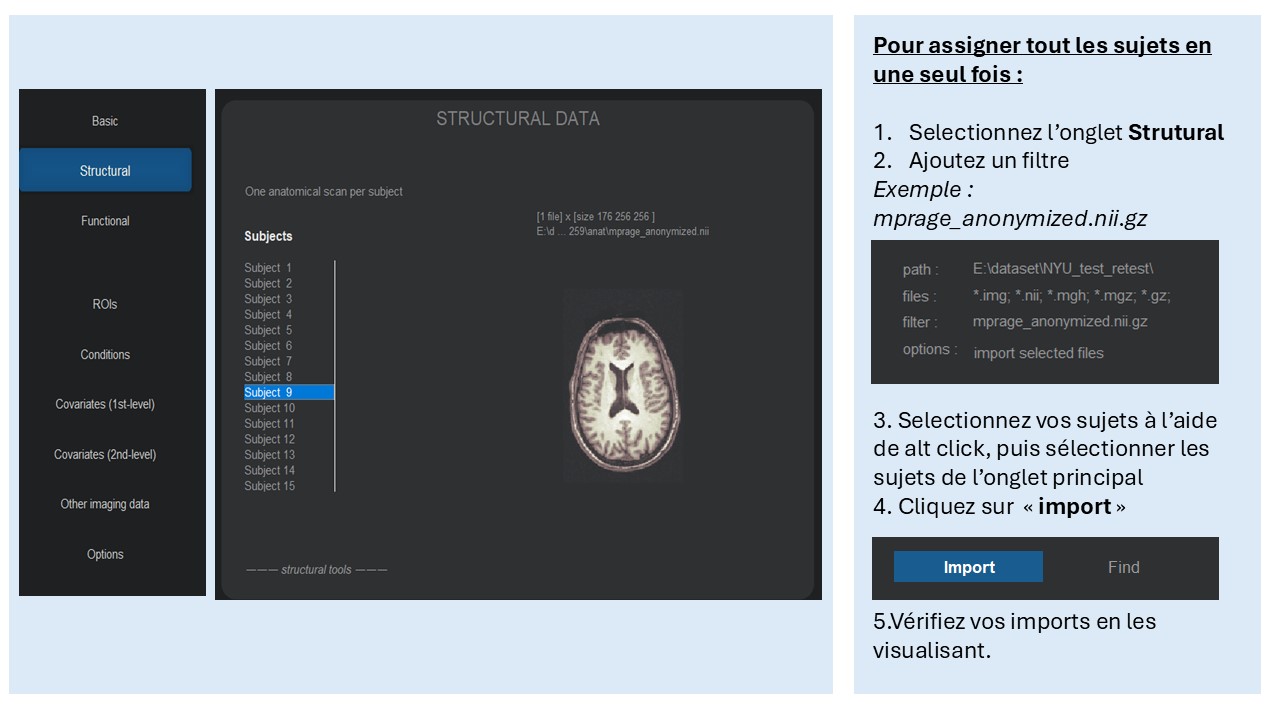 Basic
Structural
Functional
ROIs
Conditions
Covariates (1st-level)
Covariates (2nd-level)
Other imaging data
Options
STRUCTURAL DATA
One anatomical scan per subject
[1 file] x [size 176 256 256 ]
E:\d ... 259\anat\mprage_anonymized.nii
Subjects
Subject 1
Subject 2
Subject 3
Subject 4
Subject 5
Subject 6
Subject 7
Subject 8
Subject 9
Subject 10
Subject 11
Subject 12
Subject 13
Subject 14
Subject 15
——— structural tools ———
Pour assigner tout les sujets en
une seul fois :
1. Selectionnez l’onglet Strutural
2. Ajoutez un filtre
Exemple :
mprage_anonymized.nii.gz
path : E:\dataset\NYU_test_retest\
files : *.img; *.nii; *.mgh; *.mgz; *.gz;
filter : mprage_anonymized.nii.gz
options : import selected files
3. Selectionnez vos sujets à l’aide
de alt click, puis sélectionner les
sujets de l’onglet principal
4. Cliquez sur « import »
Import Find
5.Vérifiez vos imports en les
visualisant.